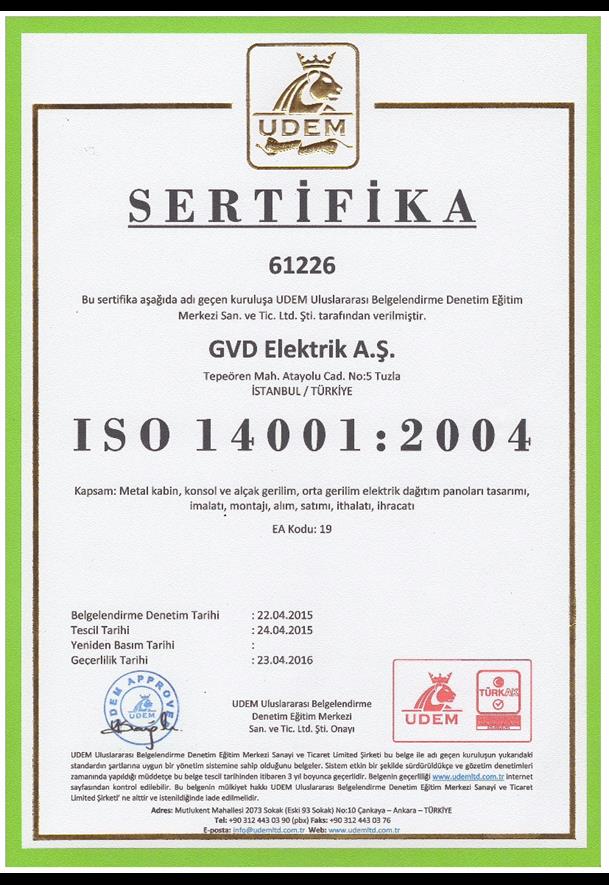 UDEM
SERTİFİKA
61226
Bu sertifika aşağıda adı geçen kuruluşa UDEM Uluslararası Belgelendirme Denetim Eğitim
Merkezi San. ve Tic. Ltd. Şti. tarafından verilmiştir.
GVD Elektrik A.Ş.
Tepeören Mah. Atayolu Cad. No:5 Tuzla
İSTANBUL / TÜRKİYE
ISO 14001:2004
Kapsam: Metal kabin, konsol ve alçak gerilim, orta gerilim elektrik dağıtım panoları tasarımı,
imalatı, montajı, alım, satımı, ithalatı, ihracatı
EA Kodu: 19
Belgelendirme Denetim Tarihi : 22.04.2015
Tescil Tarihi : 24.04.2015
Yeniden Basım Tarihi :
Geçerlilik Tarihi : 23.04.2016
UDEM APPROVED
UDEM
UDEM Uluslararası Belgelendirme
Denetim Eğitim Merkezi
San. ve Tic. Ltd. Şti. Onayı
UDEM
TÜRKAK
UDEM Uluslararası Belgelendirme Denetim Eğitim Merkezi Sanayi ve Ticaret Limited Şirketi bu belge ile adı geçen kuruluşun yukarıdaki
standardın şartlarına uygun bir yönetim sistemine sahip olduğunu belgeler. Sistem etkin bir şekilde sürdürüldükçe ve gözetim denetimleri
zamanında yapıldığı müddetçe bu belge tescil tarihinden itibaren 3 yıl boyunca geçerlidir. Belgenin geçerliliği www.udemltd.com.tr internet
sayfasından kontrol edilebilir. Bu belgenin mülkiyet hakkı UDEM Uluslararası Belgelendirme Denetim Eğitim Merkezi Sanayi ve Ticaret
Limited Şirketi' ne aittir ve istenildiğinde iade edilmelidir.
Adres: Mutlukent Mahallesi 2073 Sokak (Eski 93 Sokak) No:10 Çankaya – Ankara – TÜRKİYE
Tel: +90 312 443 03 90 (pbx) Faks: +90 312 443 03 76
E-posta: info@udemltd.com.tr Web: www.udemltd.com.tr